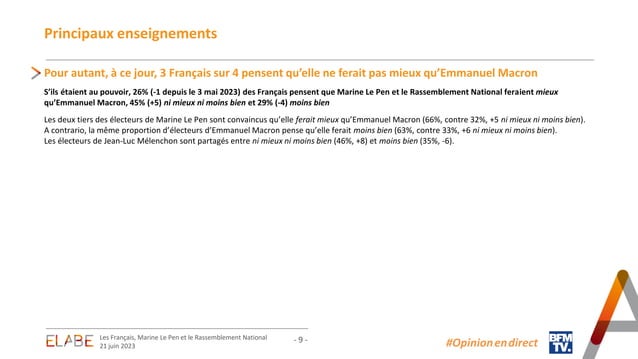 Principaux enseignements
Pour autant, à ce jour, 3 Français sur 4 pensent qu’elle ne ferait pas mieux qu’Emmanuel Macron
S’ils étaient au pouvoir, 26% (-1 depuis le 3 mai 2023) des Français pensent que Marine Le Pen et le Rassemblement National feraient mieux
qu’Emmanuel Macron, 45% (+5) ni mieux ni moins bien et 29% (-4) moins bien
Les deux tiers des électeurs de Marine Le Pen sont convaincus qu’elle ferait mieux qu’Emmanuel Macron (66%, contre 32%, +5 ni mieux ni moins bien).
A contrario, la même proportion d’électeurs d’Emmanuel Macron pense qu’elle ferait moins bien (63%, contre 33%, +6 ni mieux ni moins bien).
Les électeurs de Jean-Luc Mélenchon sont partagés entre ni mieux ni moins bien (46%, +8) et moins bien (35%, -6).
ELABE
Les Français, Marine Le Pen et le Rassemblement National
21 juin 2023
- 9 -
#Opinion en direct
BFM
TV.